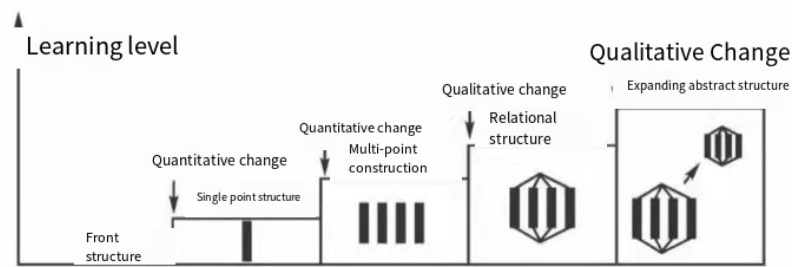 Learning level
Qualitative Change
Expanding abstract structure
Qualitative change
Relational
structure
Quantitative change
Multi-point
construction
Quantitative change
Single point structure
Front
structure